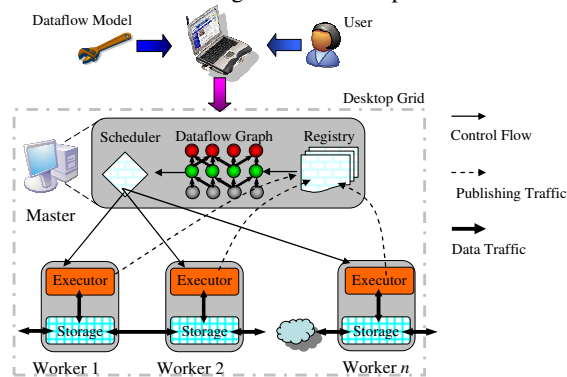 Dataflow Model
User
Desktop Grid
Scheduler
Dataflow Graph
Registry
Control Flow
Master
Publishing Traffic
Data Traffic
Executor
Executor
Executor
Storage
Storage
Storage
Worker 1
Worker 2
Worker n